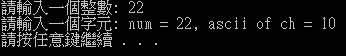 請輸入一個整數: 22
請輸入一個字元: num = 22, ascii of ch = 10
請按任意鍵繼續 . . .